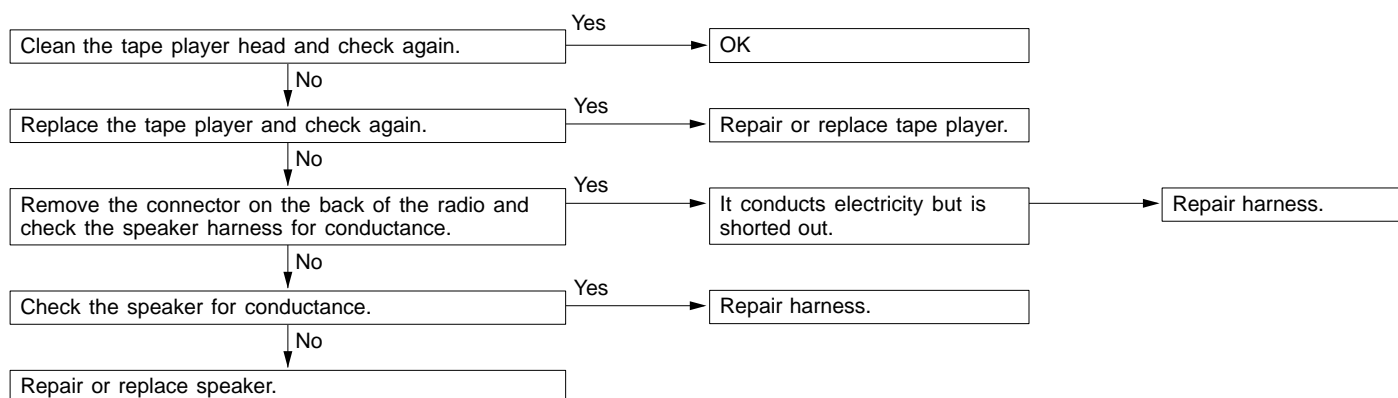 Clean the tape player head and check again.
Yes
OK
No
Replace the tape player and check again.
Yes
Repair or replace tape player.
No
Remove the connector on the back of the radio and
check the speaker harness for conductance.
Yes
It conducts electricity but is
shorted out.
Repair harness.
No
Check the speaker for conductance.
Yes
Repair harness.
No
Repair or replace speaker.